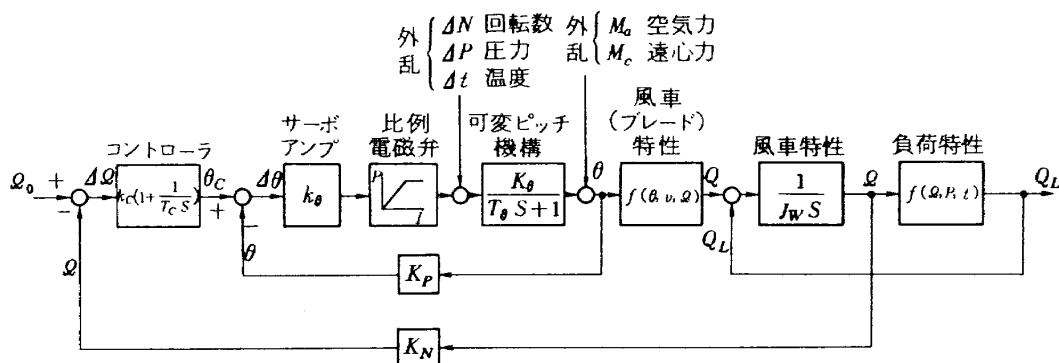 外乱
ΔN 回転数
ΔP 圧力
Δt 温度
外乱
Ma 空気力
Mc 遠心力
コントローラ
サーボアンプ
比例電磁弁
可変ピッチ機構
風車(ブレード)特性
風車特性
負荷特性
Ω0 + −
ΔΩ
kC(1+ 1/TC S)
θC
+ −
Δθ
kθ
P
I
Kθ
Tθ S+1
θ
f(θ, υ, Ω)
Q
QL
1
JW S
Ω
f(Ω, P, t)
QL
Ω
θ
KP
KN